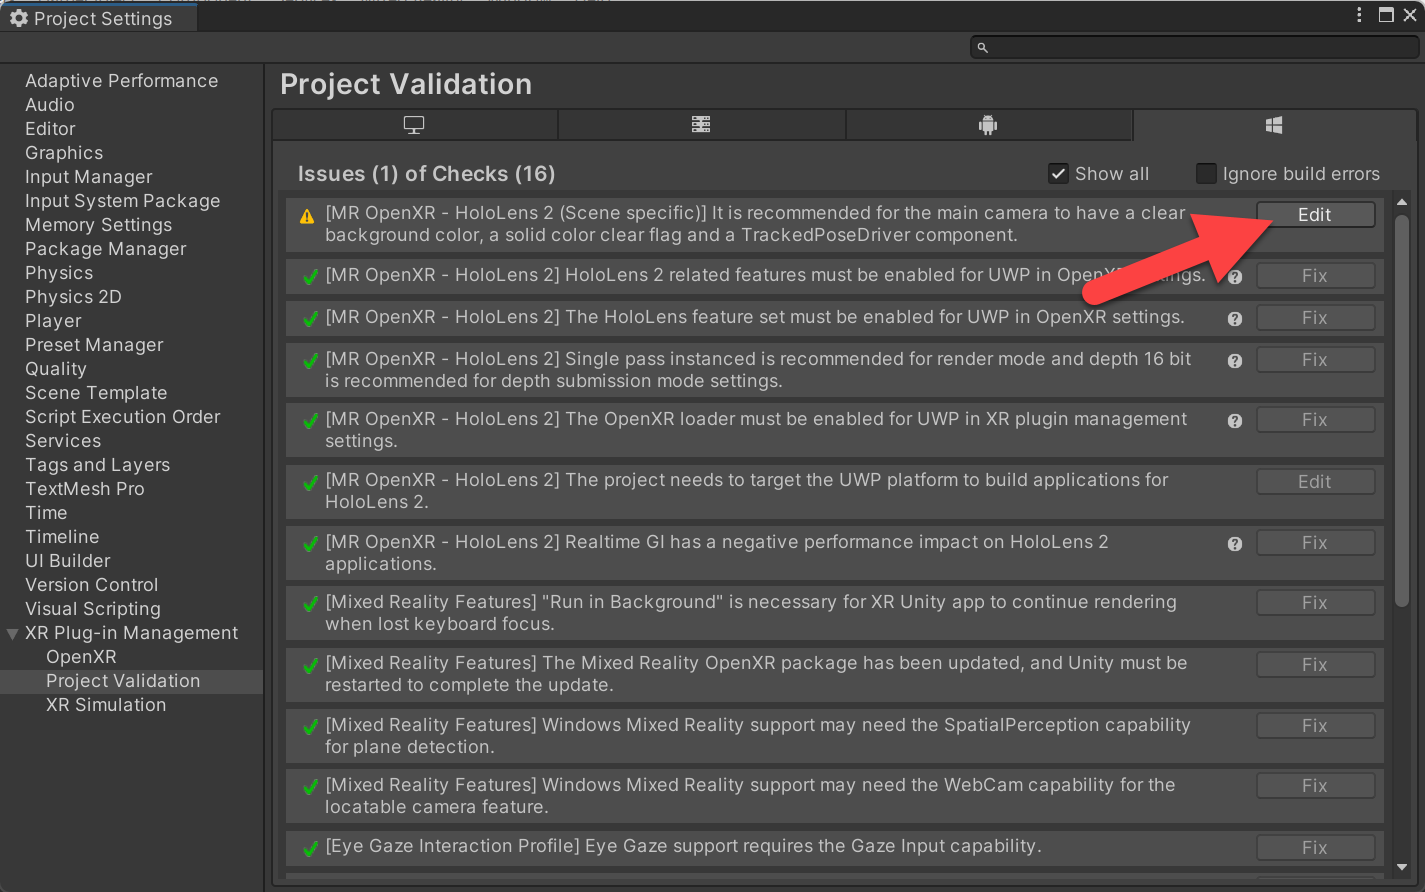 Project Settings
Adaptive Performance
Audio
Editor
Graphics
Input Manager
Input System Package
Memory Settings
Package Manager
Physics
Physics 2D
Player
Preset Manager
Quality
Scene Template
Script Execution Order
Services
Tags and Layers
TextMesh Pro
Time
Timeline
UI Builder
Version Control
Visual Scripting
XR Plug-in Management
OpenXR
Project Validation
XR Simulation
Project Validation
Issues (1) of Checks (16)
Show all
Ignore build errors
[MR OpenXR - HoloLens 2 (Scene specific)] It is recommended for the main camera to have a clear
background color, a solid color clear flag and a TrackedPoseDriver component.
Edit
[MR OpenXR - HoloLens 2] HoloLens 2 related features must be enabled for UWP in
Fix
[MR OpenXR - HoloLens 2] The HoloLens feature set must be enabled for UWP in OpenXR settings.
Fix
[MR OpenXR - HoloLens 2] Single pass instanced is recommended for render mode and depth 16 bit
is recommended for depth submission mode settings.
Fix
[MR OpenXR - HoloLens 2] The OpenXR loader must be enabled for UWP in XR plugin management
settings.
Fix
[MR OpenXR - HoloLens 2] The project needs to target the UWP platform to build applications for
HoloLens 2.
Edit
[MR OpenXR - HoloLens 2] Realtime GI has a negative performance impact on HoloLens 2
applications.
Fix
[Mixed Reality Features] "Run in Background" is necessary for XR Unity app to continue rendering
when lost keyboard focus.
Fix
[Mixed Reality Features] The Mixed Reality OpenXR package has been updated, and Unity must be
restarted to complete the update.
Fix
[Mixed Reality Features] Windows Mixed Reality support may need the SpatialPerception capability
for plane detection.
Fix
[Mixed Reality Features] Windows Mixed Reality support may need the WebCam capability for the
locatable camera feature.
Fix
[Eye Gaze Interaction Profile] Eye Gaze support requires the Gaze Input capability.
Fix